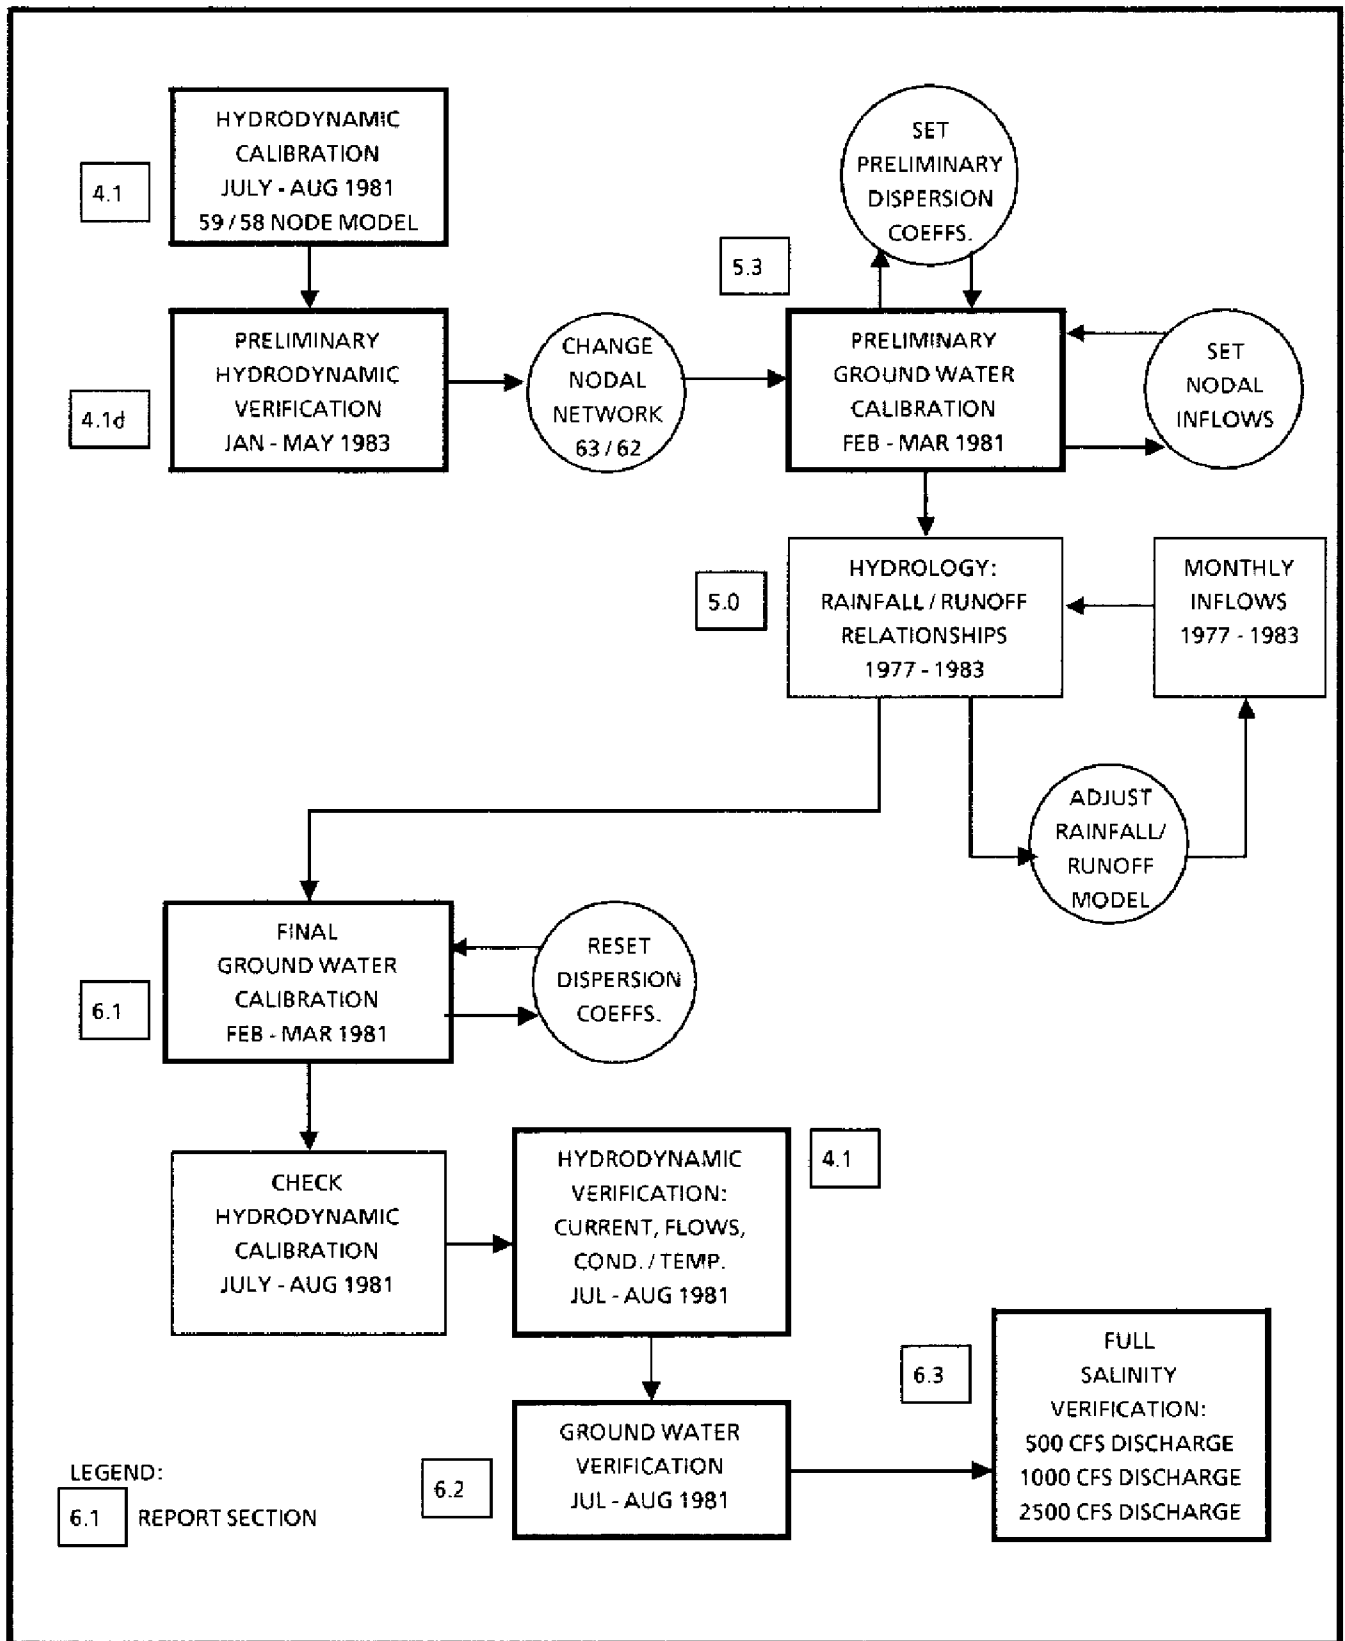 4.1
HYDRODYNAMIC
CALIBRATION
JULY - AUG 1981
59 / 58 NODE MODEL
SET
PRELIMINARY
DISPERSION
COEFFS.
4.1d
PRELIMINARY
HYDRODYNAMIC
VERIFICATION
JAN - MAY 1983
CHANGE
NODAL
NETWORK
63 / 62
5.3
PRELIMINARY
GROUND WATER
CALIBRATION
FEB - MAR 1981
SET
NODAL
INFLOWS
5.0
HYDROLOGY:
RAINFALL / RUNOFF
RELATIONSHIPS
1977 - 1983
MONTHLY
INFLOWS
1977 - 1983
ADJUST
RAINFALL/
RUNOFF
MODEL
6.1
FINAL
GROUND WATER
CALIBRATION
FEB - MAR 1981
RESET
DISPERSION
COEFFS.
CHECK
HYDRODYNAMIC
CALIBRATION
JULY - AUG 1981
HYDRODYNAMIC
VERIFICATION:
CURRENT, FLOWS,
COND. / TEMP.
JUL - AUG 1981
4.1
6.2
GROUND WATER
VERIFICATION
JUL - AUG 1981
6.3
FULL
SALINITY
VERIFICATION:
500 CFS DISCHARGE
1000 CFS DISCHARGE
2500 CFS DISCHARGE
LEGEND:
6.1 REPORT SECTION